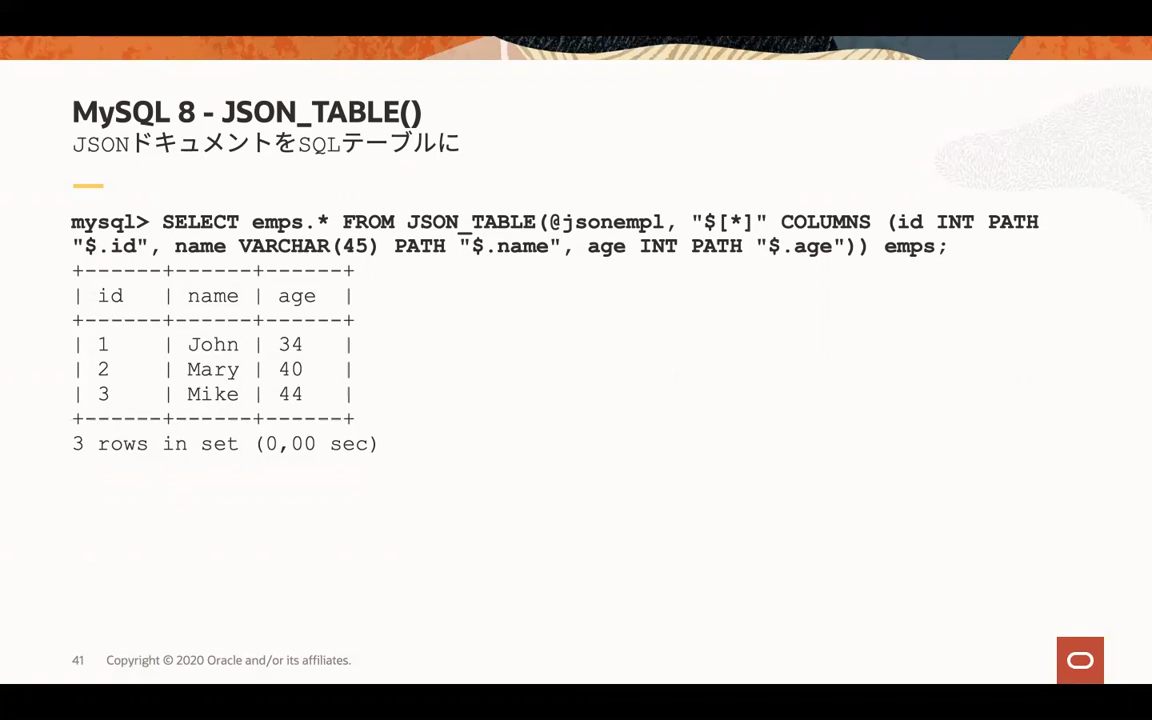 MySQL 8 - JSON_TABLE()
JSONドキュメントをSQLテーブルに
mysql> SELECT emps.* FROM JSON_TABLE(@jsonempl, "$[*]" COLUMNS (id INT PATH
"$.id", name VARCHAR(45) PATH "$.name", age INT PATH "$.age")) emps;
+------+------+------+
| id   | name | age  |
+------+------+------+
| 1    | John | 34   |
| 2    | Mary | 40   |
| 3    | Mike | 44   |
+------+------+------+
3 rows in set (0,00 sec)
41 Copyright © 2020 Oracle and/or its affiliates.